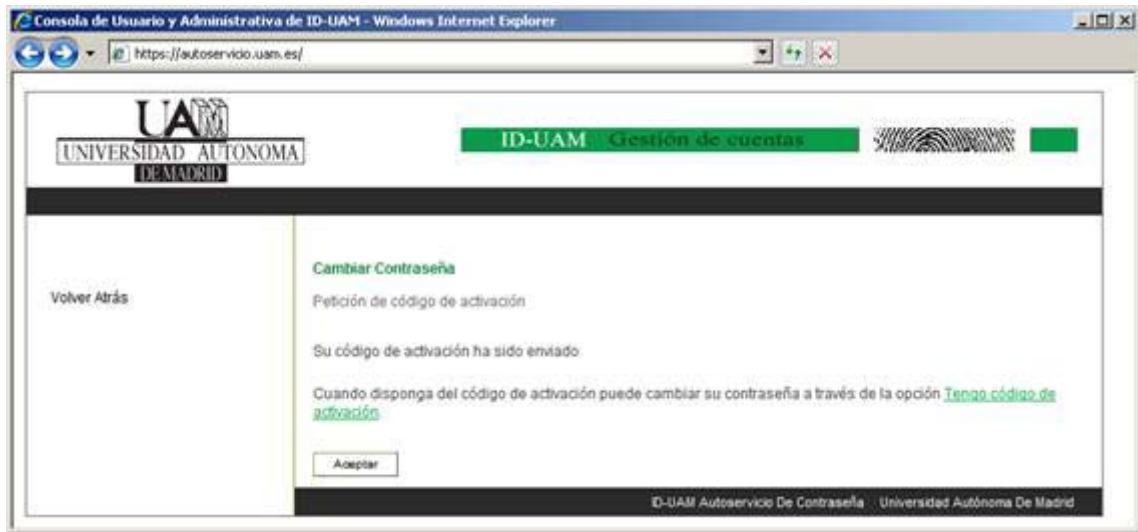 Consola de Usuario y Administrativa de ID-UAM - Windows Internet Explorer
https://autoservicio.uam.es/
UAM
UNIVERSIDAD AUTONOMA
DE MADRID
ID-UAM Gestión de cuentas
Cambiar Contraseña
Volver Atrás
Petición de código de activación
Su código de activación ha sido enviado
Cuando disponga del código de activación puede cambiar su contraseña a través de la opción Tengo código de
activación
Aceptar
ID-UAM Autoservicio De Contraseña Universidad Autónoma De Madrid